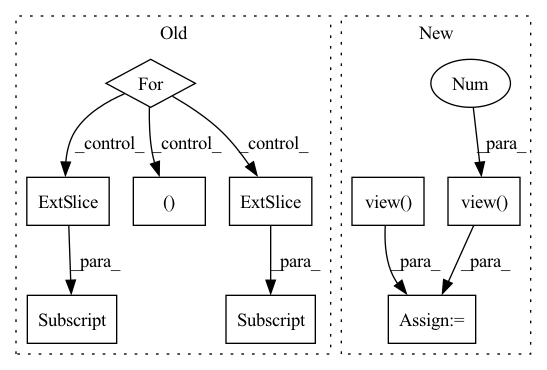 Old
New
For
Num
_control_
_control_
_control_
_para_
ExtSlice
()
ExtSlice
view()
view()
_para_
_para_
_para_
_para_
Subscript
Subscript
Assign:=